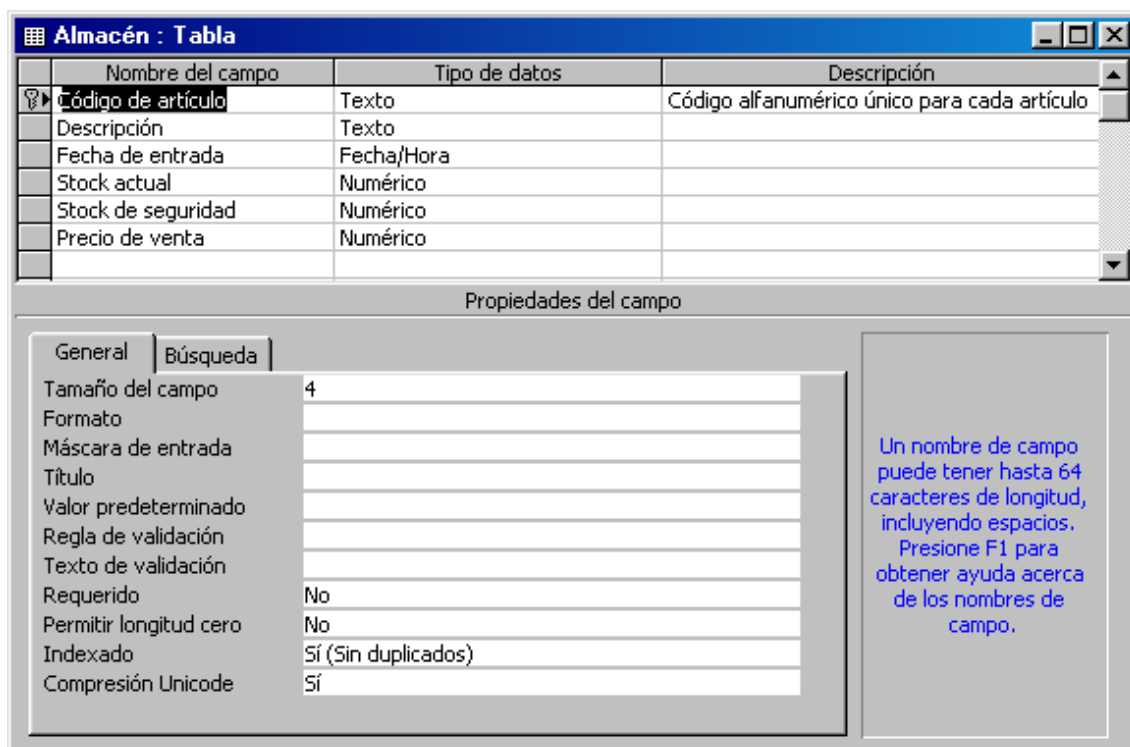 Almacén : Tabla
Nombre del campo Tipo de datos Descripción
Código de artículo Texto Código alfanumérico único para cada artículo
Descripción Texto
Fecha de entrada Fecha/Hora
Stock actual Numérico
Stock de seguridad Numérico
Precio de venta Numérico
Propiedades del campo
General Búsqueda
Tamaño del campo 4
Formato
Máscara de entrada
Título
Valor predeterminado
Regla de validación
Texto de validación
Requerido No
Permitir longitud cero No
Indexado Sí (Sin duplicados)
Compresión Unicode Sí
Un nombre de campo
puede tener hasta 64
caracteres de longitud,
incluyendo espacios.
Presione F1 para
obtener ayuda acerca
de los nombres de
campo.